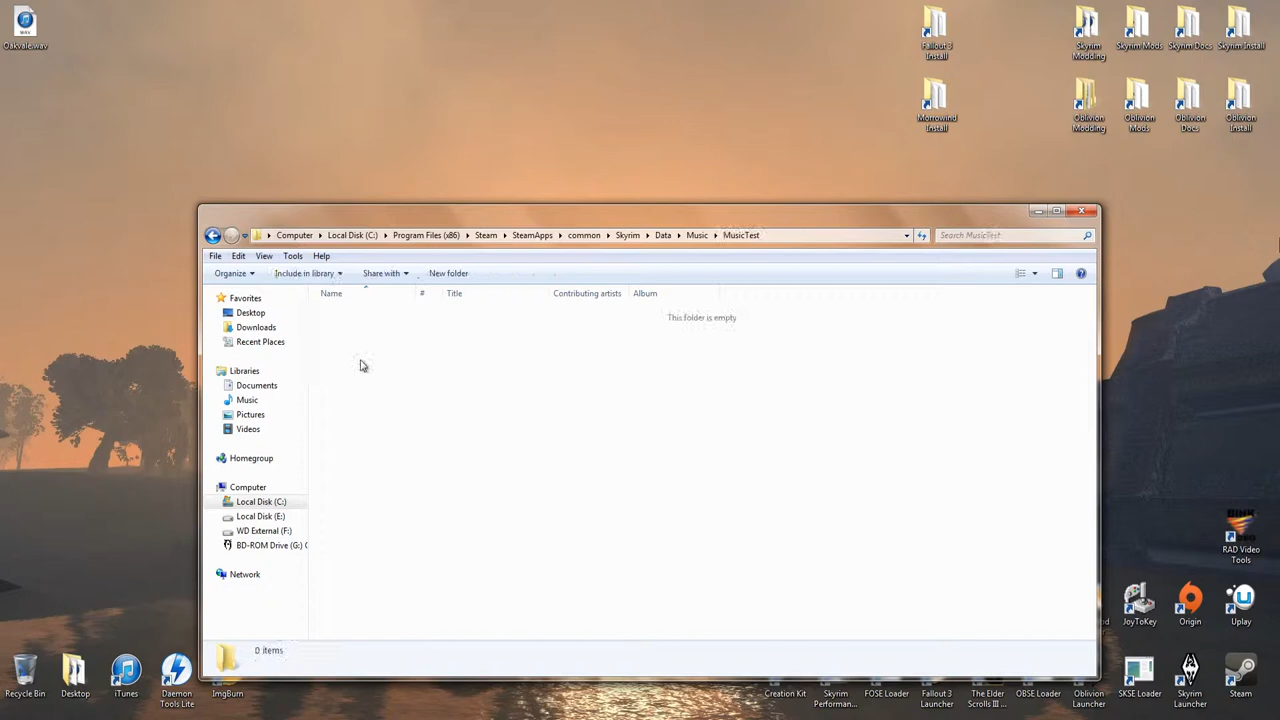 Oakvale.wav
Fallout 3
Install
Skyrim
Modding
Skyrim Mods
Skyrim Docs
Skyrim Install
Morrowind
Install
Oblivion
Modding
Oblivion
Mods
Oblivion
Docs
Oblivion
Install
Computer
Local Disk (C:)
Program Files (x86)
Steam
SteamApps
common
Skyrim
Data
Music
MusicTest
Search MusicTest
File
Edit
View
Tools
Help
Organize
Include in library
Share with
New folder
Name
#
Title
Contributing artists
Album
This folder is empty
Favorites
Desktop
Downloads
Recent Places
Libraries
Documents
Music
Pictures
Videos
Homegroup
Computer
Local Disk (C:)
Local Disk (E:)
WD External (F:)
BD-ROM Drive (G:)
Network
0 items
RAD Video
Tools
JoyToKey
Origin
Uplay
Recycle Bin
Desktop
iTunes
Daemon
Tools Lite
ImgBurn
Creation Kit
Skyrim
Performan...
FOSE Loader
Fallout 3
Launcher
The Elder
Scrolls III ...
OBSE Loader
Oblivion
Launcher
SKSE Loader
Skyrim
Launcher
Steam